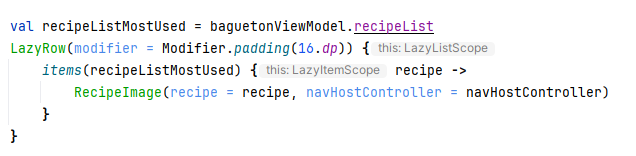 val recipeListMostUsed = baguetonViewModel.recipeList
LazyRow(modifier = Modifier.padding(16.dp)) { this: LazyListScope
    items(recipeListMostUsed) { this: LazyItemScope recipe ->
        RecipeImage(recipe = recipe, navHostController = navHostController)
    }
}